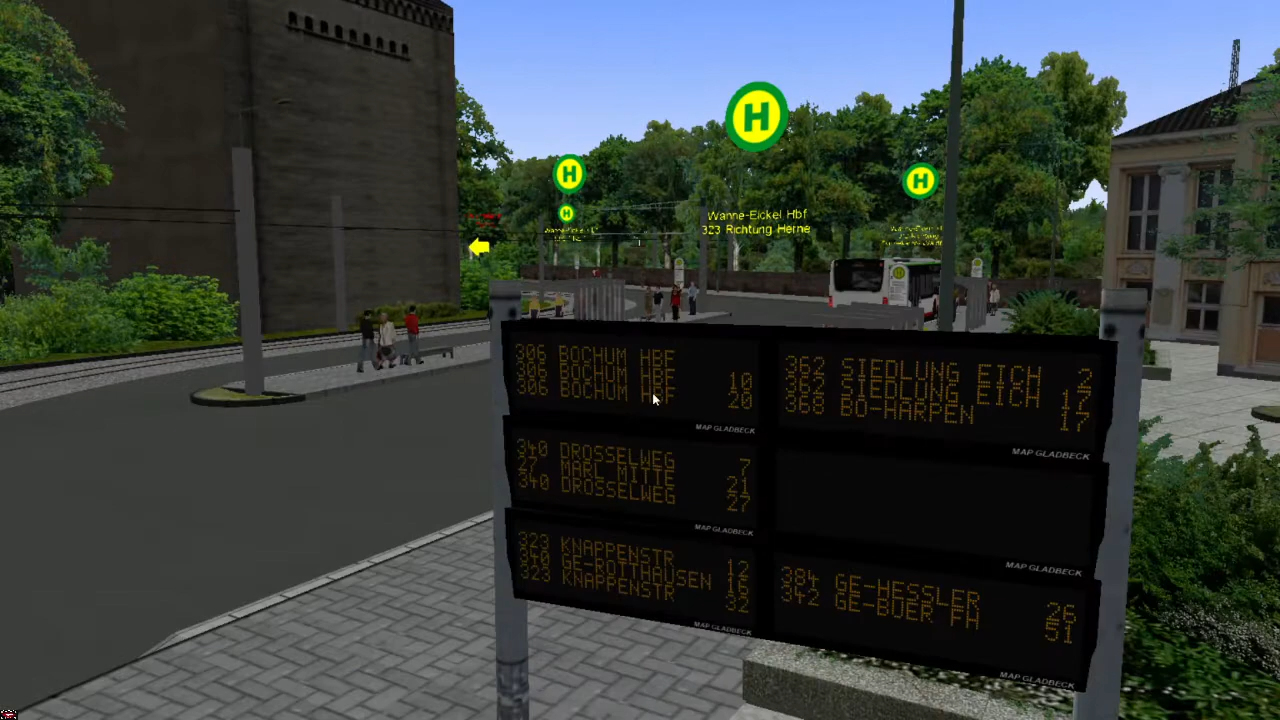 H
H
H
H
Wanne-Eickel Hbf
323 Richtung Herne
306 BOCHUM HBF
306 BOCHUM HBF 10
306 BOCHUM HBF 20
MAP GLADBECK
340 DROSSELWEG 7
27 MARL MITTE 21
340 DROSSELWEG 27
MAP GLADBECK
323 KNAPPENSTR 12
340 GE-ROTTHAUSEN 16
323 KNAPPENSTR 32
MAP GLADBECK
362 SIEDLUNG EICH 2
362 SIEDLUNG EICH 17
368 BO-HARPEN 17
MAP GLADBECK
MAP GLADBECK
384 GE-HESSLER 26
342 GE-BUER FH 51
MAP GLADBECK